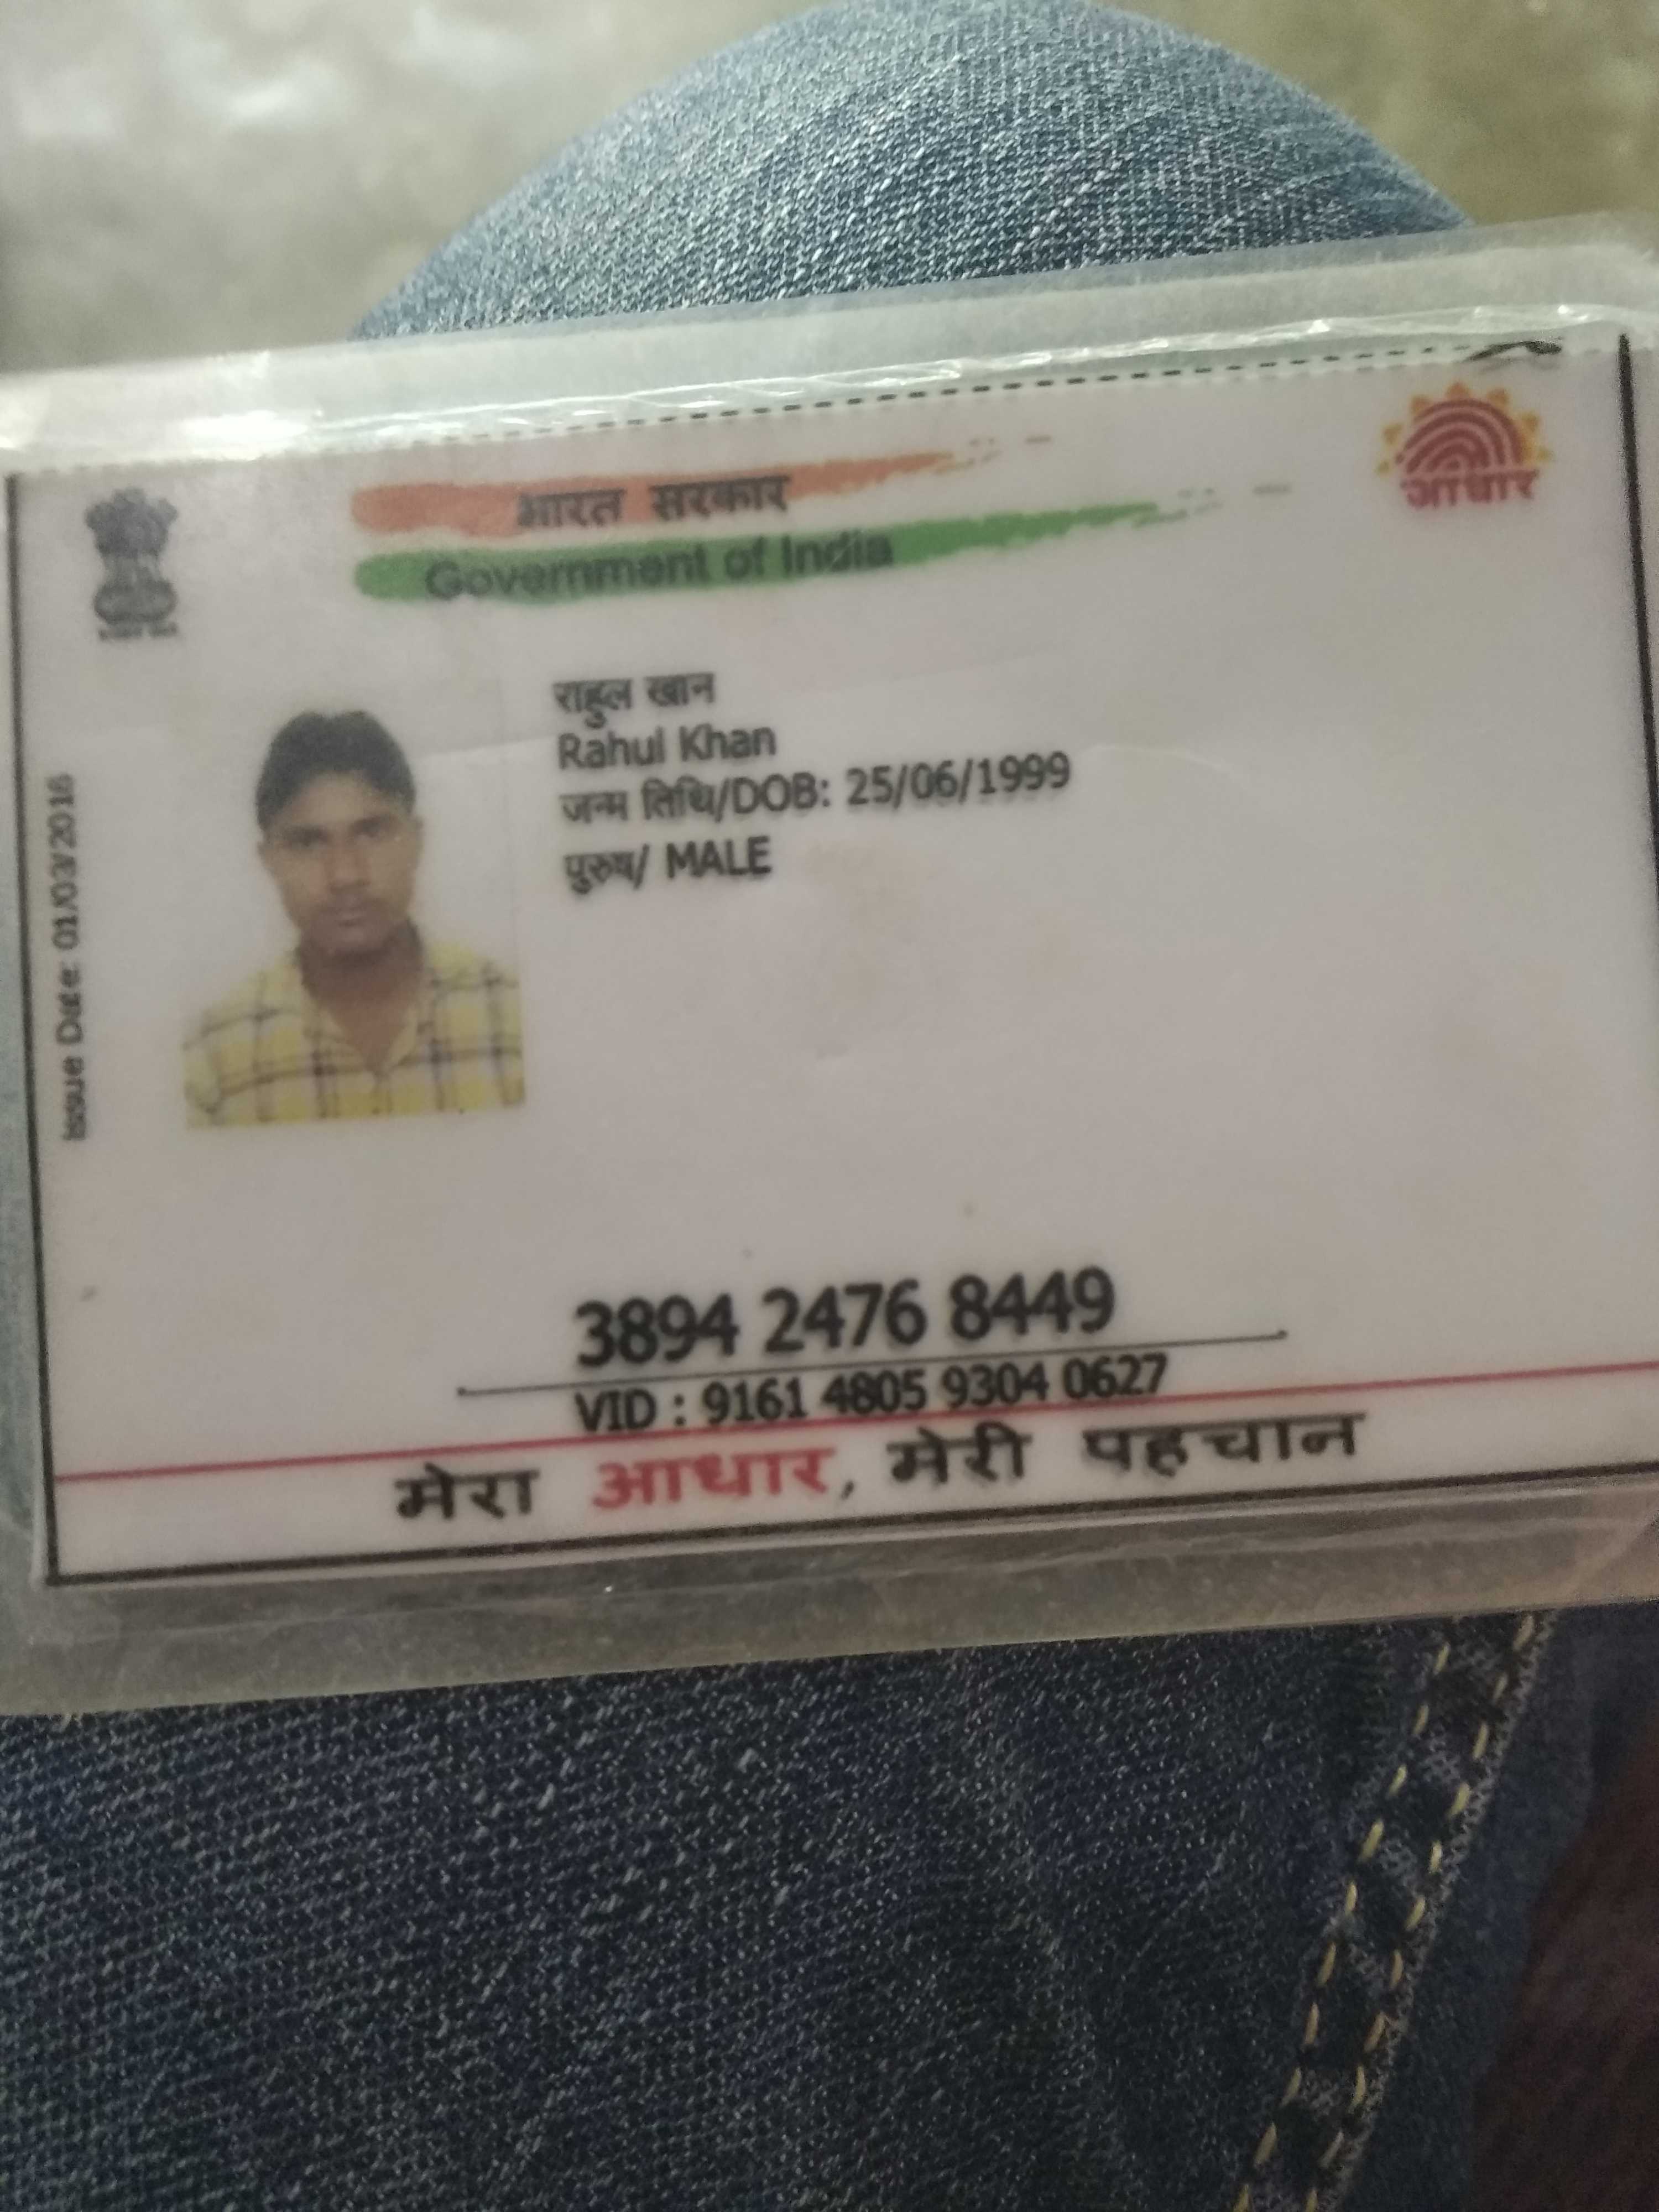 भारत सरकार
Government of India
आधार
राहुल खान
Rahul Khan
जन्म तिथि/DOB: 25/06/1999
पुरुष/ MALE
Issue Date: 01/03/2016
3894 2476 8449
VID : 9161 4805 9304 0627
मेरा आधार, मेरी पहचान